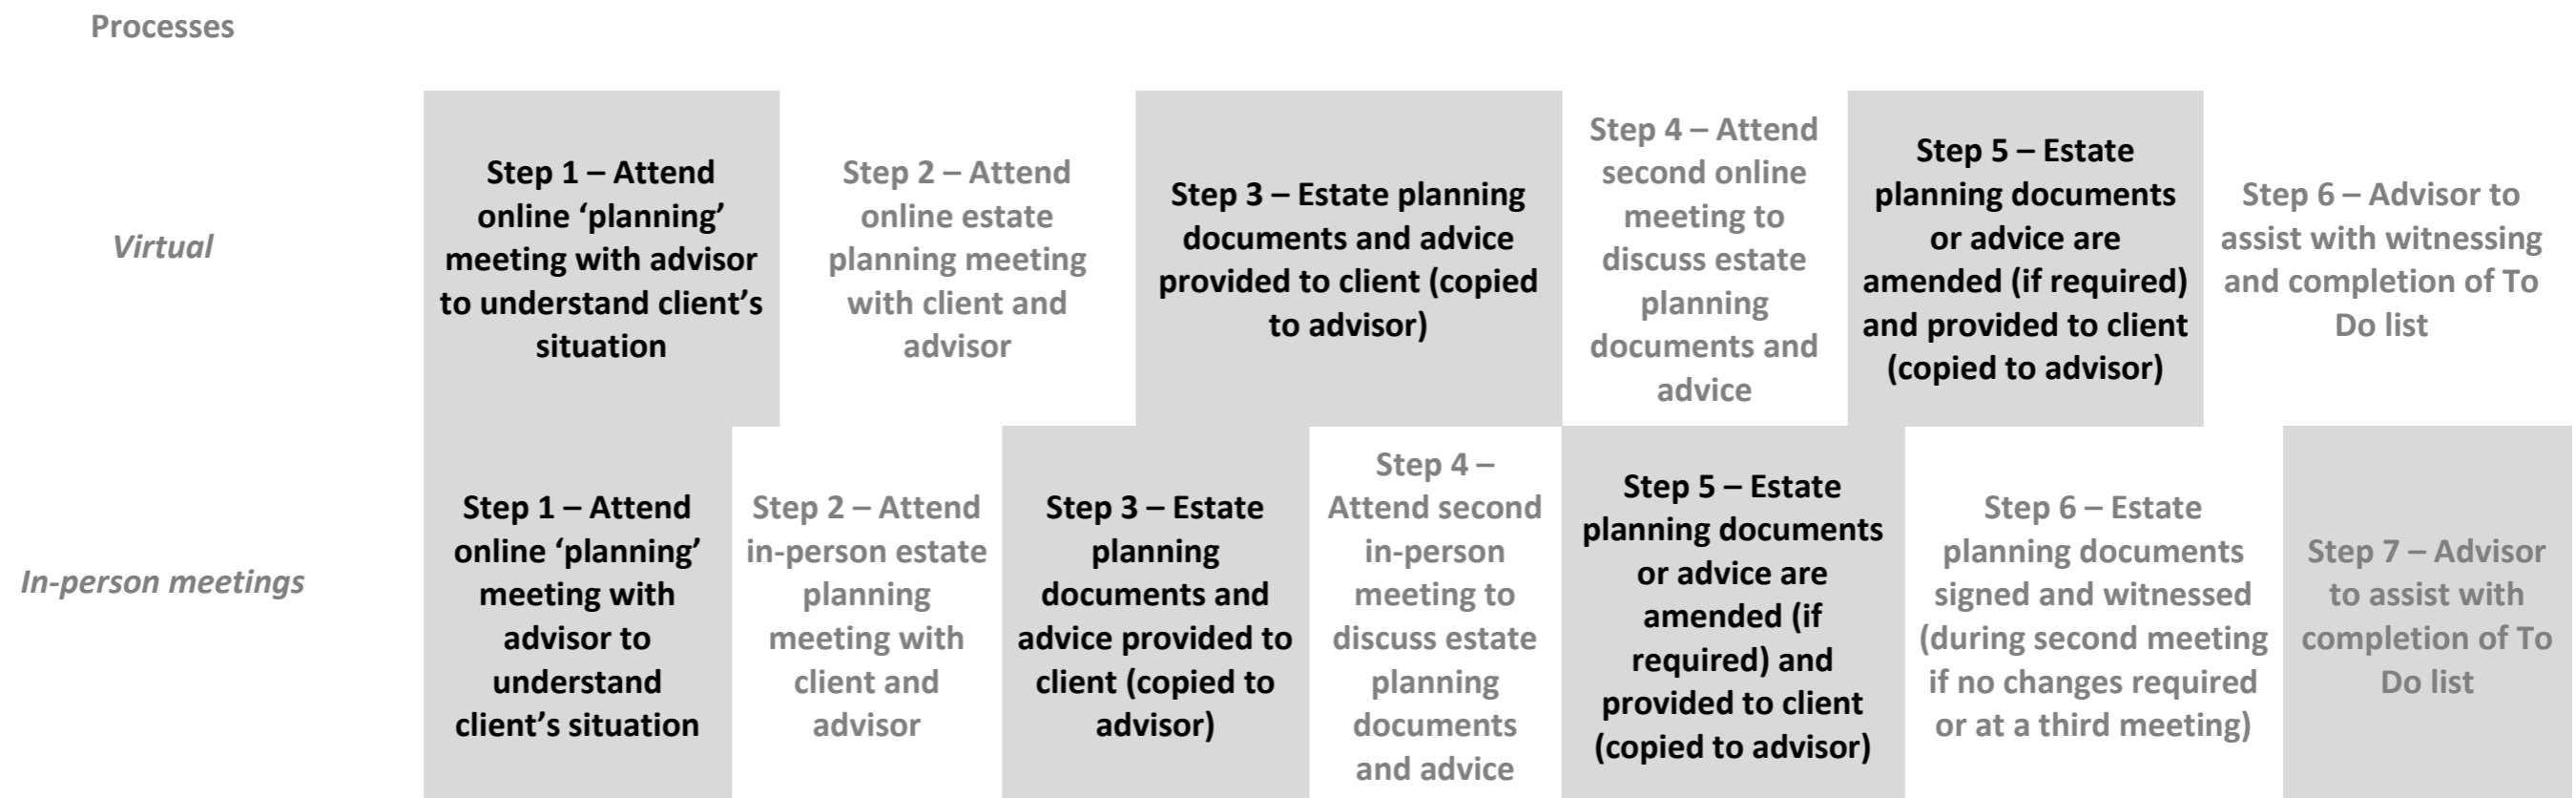 Processes
Virtual
Step 1 – Attend
online ‘planning’
meeting with advisor
to understand client’s
situation
Step 2 – Attend
online estate
planning meeting
with client and
advisor
Step 3 – Estate planning
documents and advice
provided to client (copied
to advisor)
Step 4 – Attend
second online
meeting to
discuss estate
planning
documents and
advice
Step 5 – Estate
planning documents
or advice are
amended (if required)
and provided to client
(copied to advisor)
Step 6 – Advisor to
assist with witnessing
and completion of To
Do list
In-person meetings
Step 1 – Attend
online ‘planning’
meeting with
advisor to
understand
client’s situation
Step 2 – Attend
in-person estate
planning
meeting with
client and
advisor
Step 3 – Estate
planning
documents and
advice provided to
client (copied to
advisor)
Step 4 –
Attend second
in-person
meeting to
discuss estate
planning
documents
and advice
Step 5 – Estate
planning documents
or advice are
amended (if
required) and
provided to client
(copied to advisor)
Step 6 – Estate
planning documents
signed and witnessed
(during second meeting
if no changes required
or at a third meeting)
Step 7 – Advisor
to assist with
completion of To
Do list